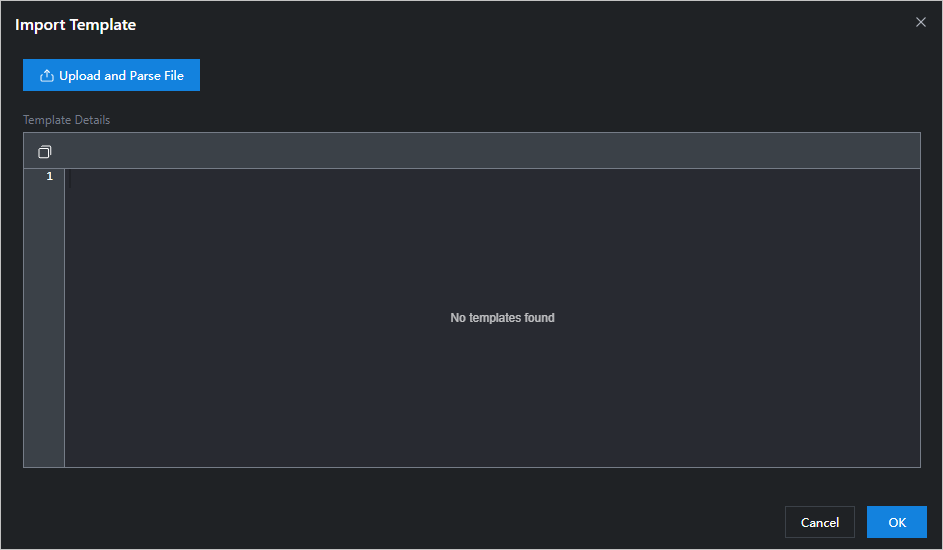 Import Template
Upload and Parse File
Template Details
1
No templates found
Cancel
OK